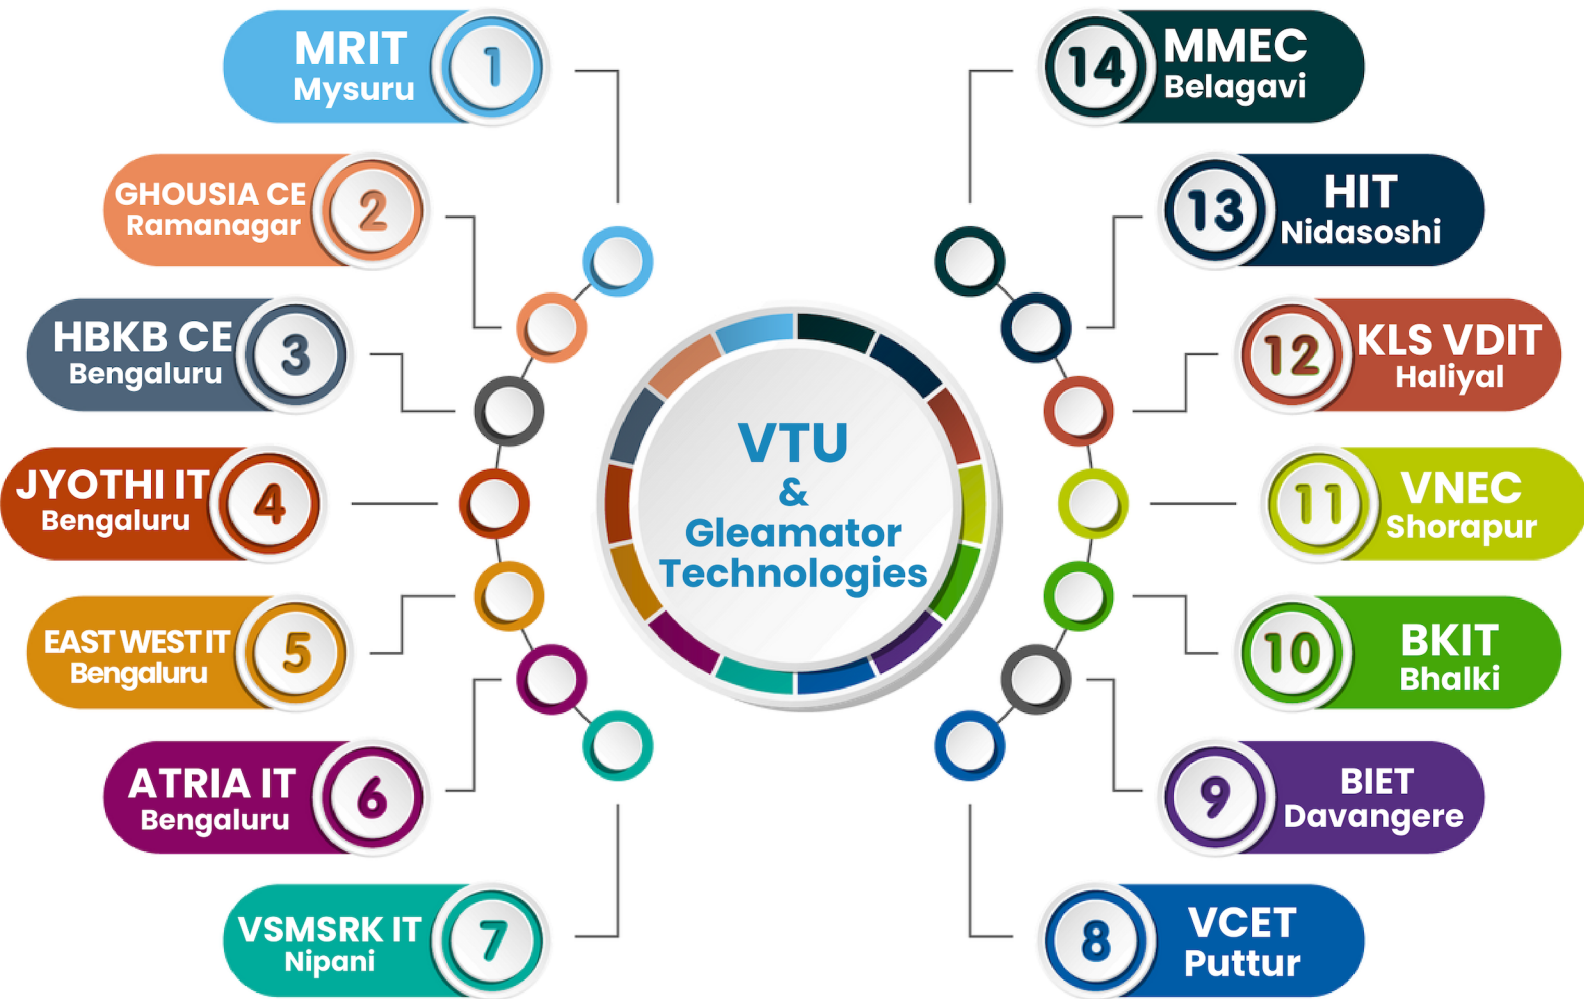 MRIT
Mysuru
1
GHOUSIA CE
Ramanagar
2
HBKB CE
Bengaluru
3
JYOTHI IT
Bengaluru
4
EAST WEST IT
Bengaluru
5
ATRIA IT
Bengaluru
6
VSMSRK IT
Nipani
7
VTU
&
Gleamator
Technologies
14
MMEC
Belagavi
13
HIT
Nidasoshi
12
KLS VDIT
Haliyal
11
VNEC
Shorapur
10
BKIT
Bhalki
9
BIET
Davangere
8
VCET
Puttur